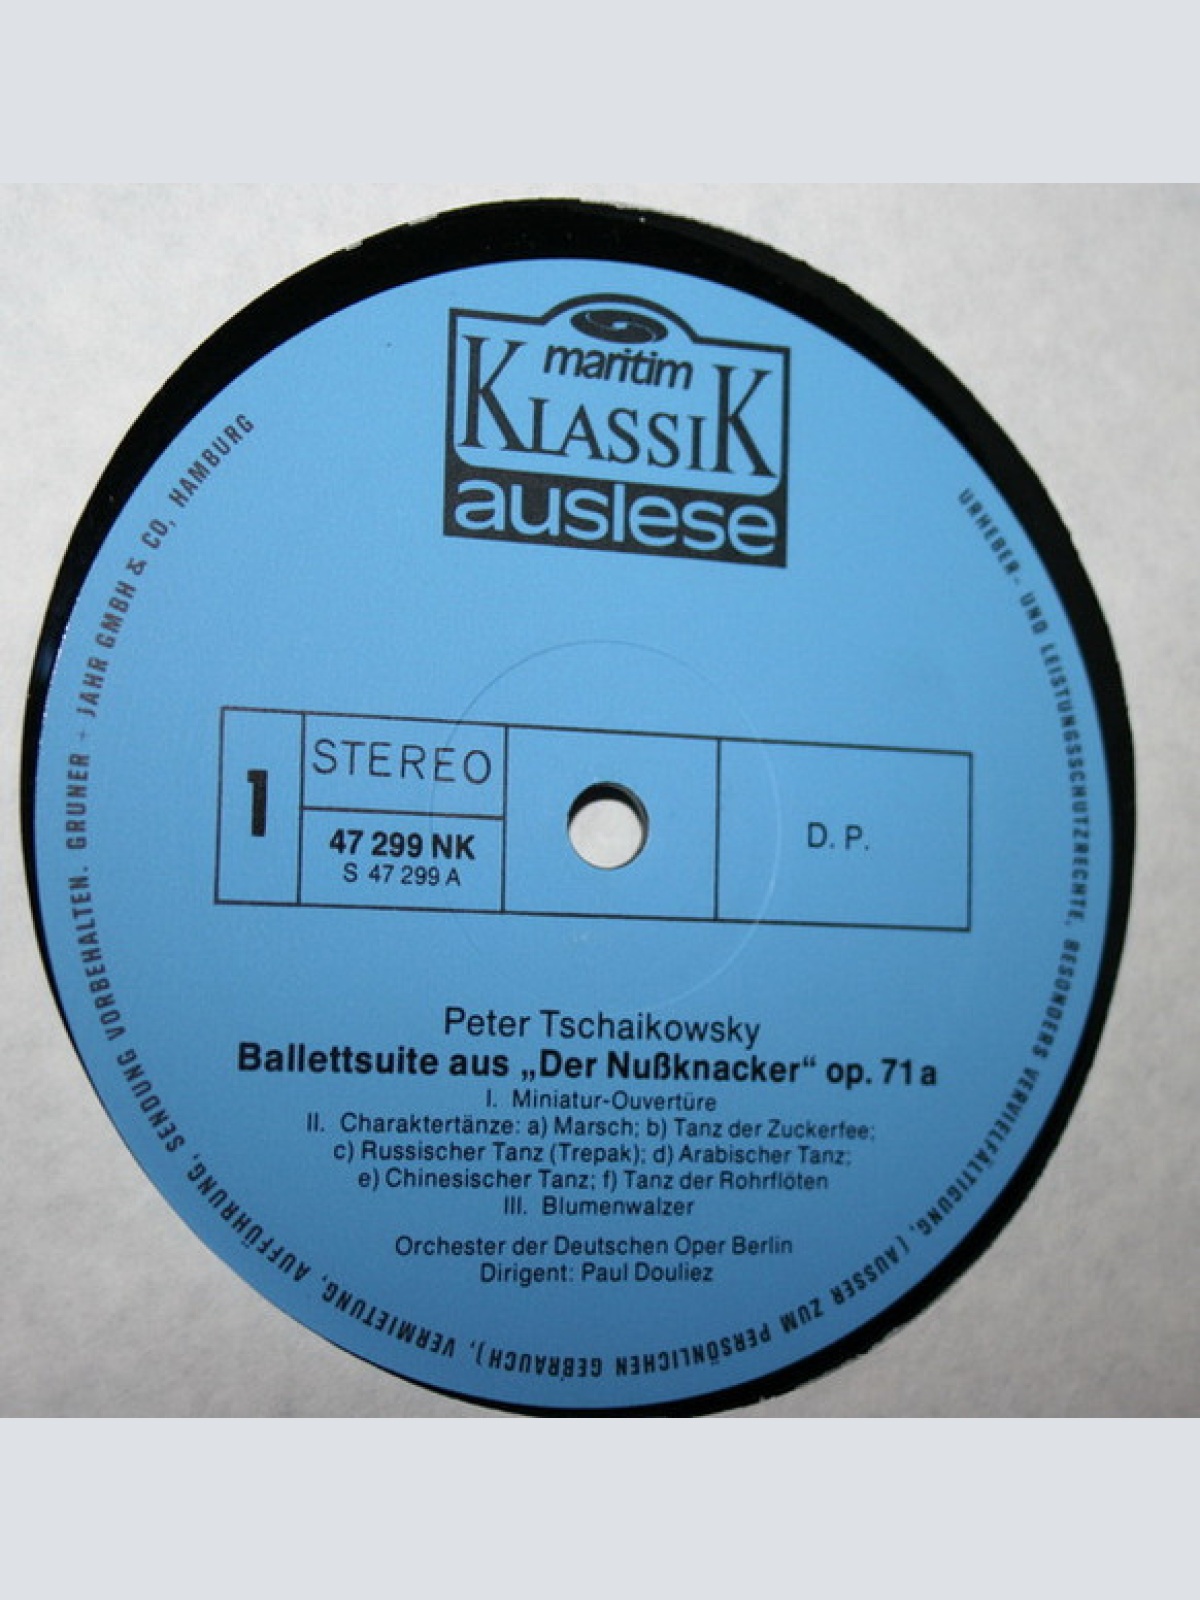 maritim
KLASSIK
auslese
URHEBER- UND LEISTUNGSSCHUTZRECHTE, BESONDERS VERVIELFÄLTIGUNG, (AUSSER ZUM PERSÖNLICHEN GEBRAUCH), VERMIETUNG, AUFFÜHRUNG, SENDUNG VORBEHALTEN. GRUNER - JAHR GMBH & CO, HAMBURG
1
STEREO
47 299 NK
S 47 299 A
D. P.
Peter Tschaikowsky
Ballettsuite aus „Der Nußknacker“ op. 71 a
I. Miniatur-Ouvertüre
II. Charaktertänze: a) Marsch; b) Tanz der Zuckerfee;
c) Russischer Tanz (Trepak); d) Arabischer Tanz;
e) Chinesischer Tanz; f) Tanz der Rohrflöten
III. Blumenwalzer
Orchester der Deutschen Oper Berlin
Dirigent: Paul Douliez